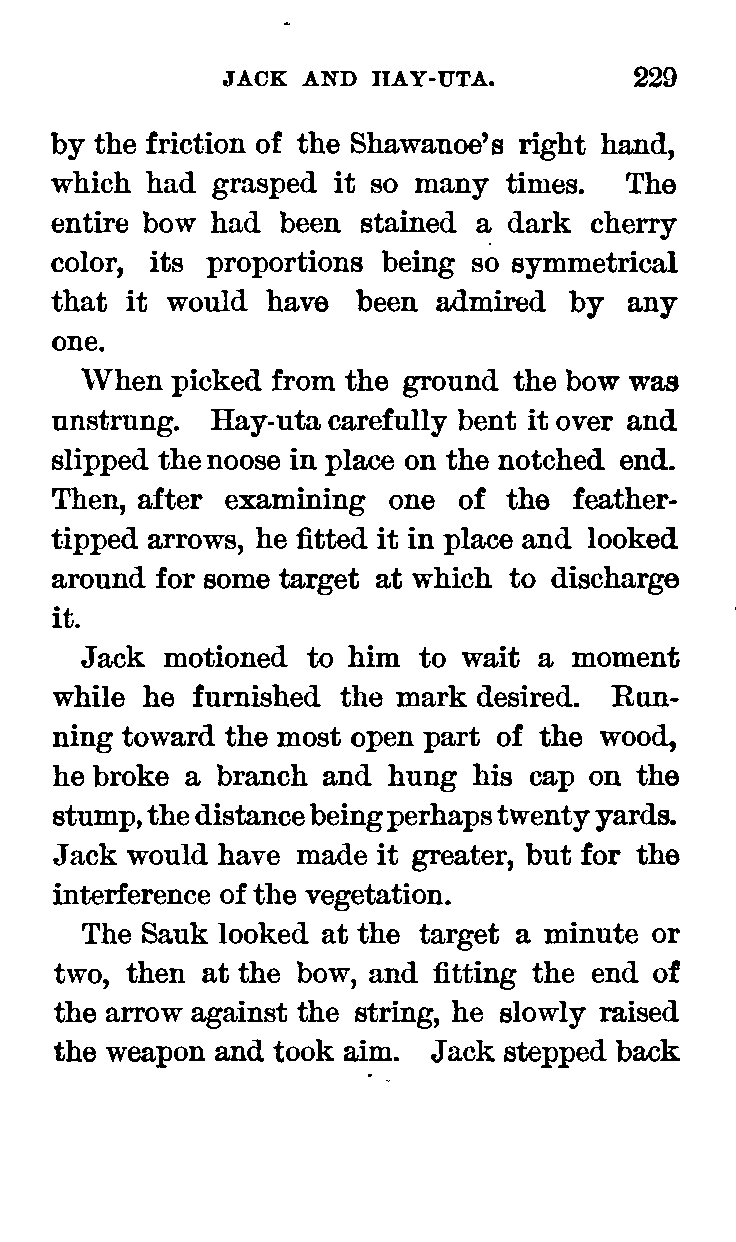 JACK AND HAY-UTA. 229
by the friction of the Shawanoe's right hand,
which had grasped it so many times. The
entire bow had been stained a dark cherry
color, its proportions being so symmetrical
that it would have been admired by any
one.
When picked from the ground the bow was
unstrung. Hay-uta carefully bent it over and
slipped the noose in place on the notched end.
Then, after examining one of the feather-
tipped arrows, he fitted it in place and looked
around for some target at which to discharge
it.
Jack motioned to him to wait a moment
while he furnished the mark desired. Run-
ning toward the most open part of the wood,
he broke a branch and hung his cap on the
stump, the distance being perhaps twenty yards.
Jack would have made it greater, but for the
interference of the vegetation.
The Sauk looked at the target a minute or
two, then at the bow, and fitting the end of
the arrow against the string, he slowly raised
the weapon and took aim. Jack stepped back